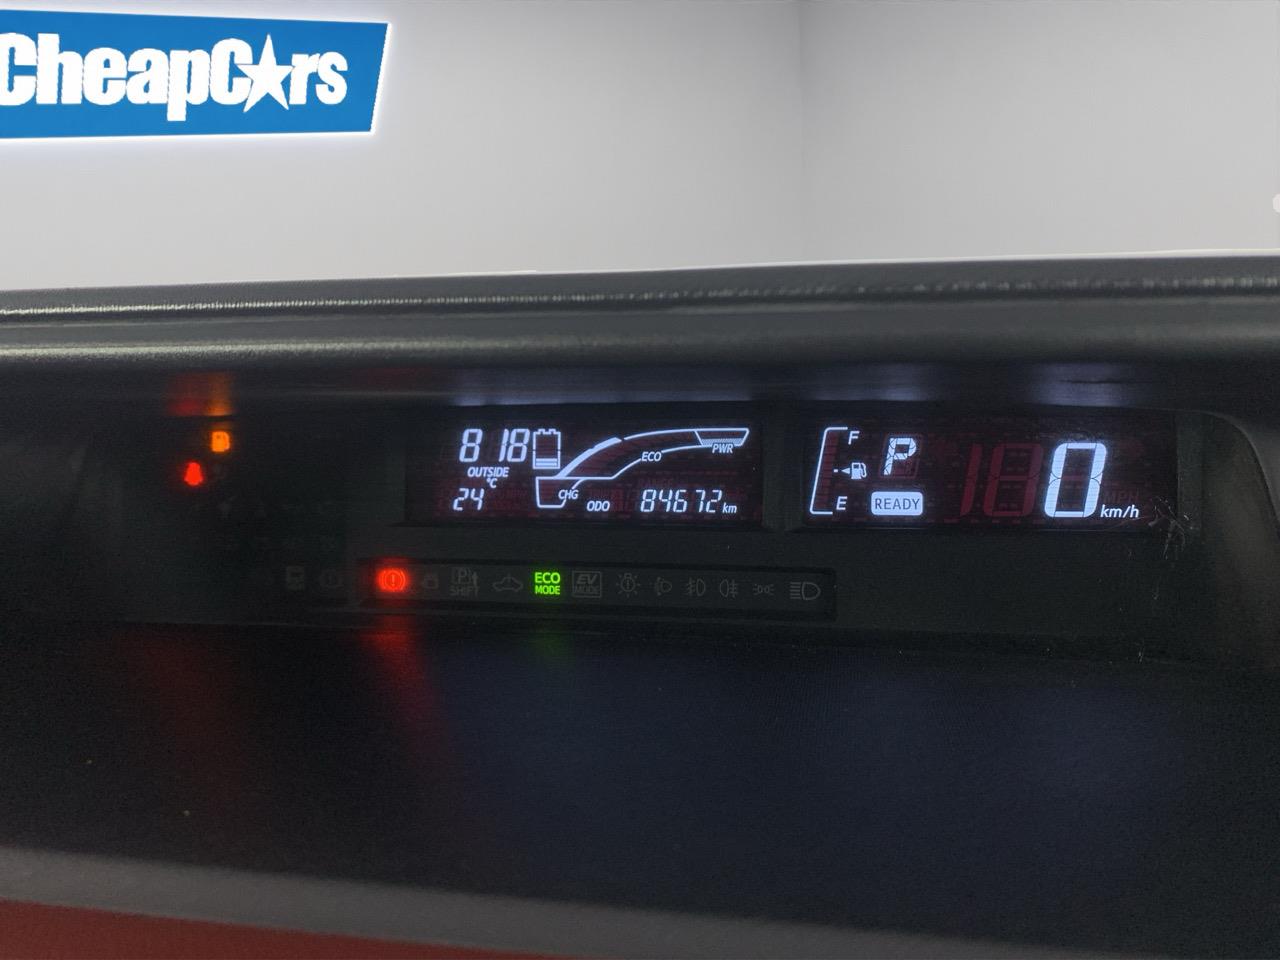 CheapCars
8 18
OUTSIDE
°C
24
CHG
ECO
PWR
ODO 84672 km
F
E
P
READY
188
0
MPH
km/h
P
SHIFT
ECO
MODE
EV
MODE